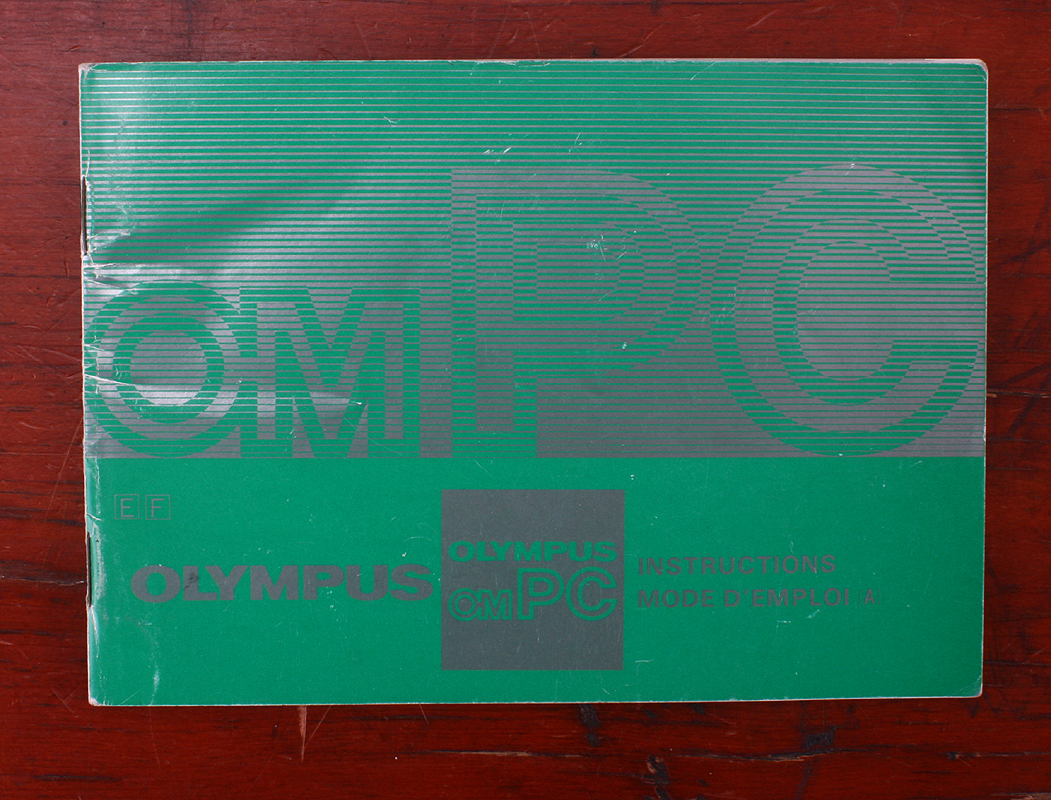 OM PC
E F
OLYMPUS
OLYMPUS
OM PC
INSTRUCTIONS
MODE D'EMPLOI (A)